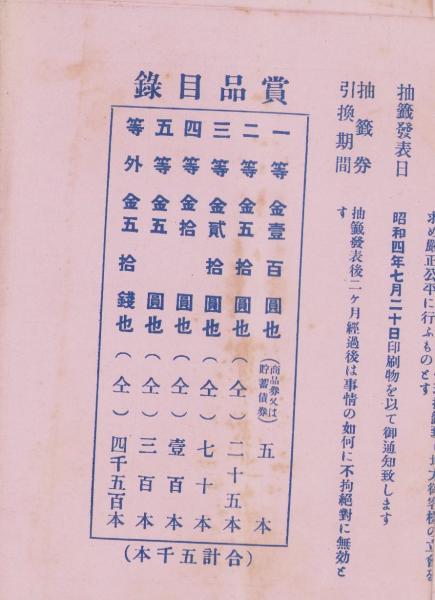 求め嚴正公平に行ふものとす
抽籤發表日
昭和四年七月二十日印刷物を以て御通知致します
抽籤券
引換期間
抽籤發表後二ヶ月經過後は事情の如何に不拘絕對に無効と
す
賞品目錄
一等 金壹百圓也 (商品券又は貯蓄債券) 五本
二等 金五十圓也 (仝) 二十五本
三等 金貳拾圓也 (仝) 七十本
四等 金拾圓也 (仝) 壹百本
五等 金五圓也 (仝) 三百本
等外 金五拾錢也 (仝) 四千五百本
(合計五千本)